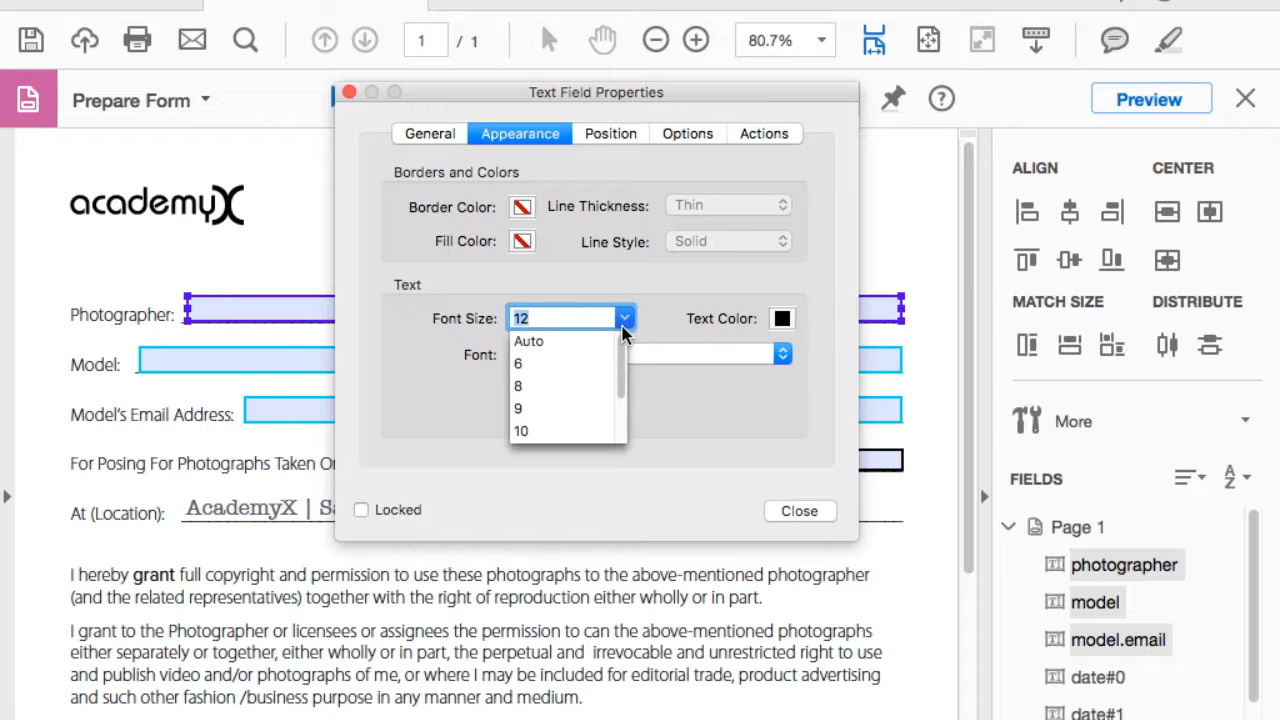 1 / 1
80.7%
Prepare Form
Preview
Text Field Properties
General Appearance Position Options Actions
Borders and Colors
Border Color: Line Thickness: Thin
Fill Color: Line Style: Solid
Text
Font Size: 12 Text Color:
Font:
Auto
6
8
9
10
Locked
Close
academyX
Photographer:
Model:
Model's Email Address:
For Posing For Photographs Taken
At (Location): AcademyX |
I hereby grant full copyright and permission to use these photographs to the above-mentioned photographer
(and the related representatives) together with the right of reproduction either wholly or in part.
I grant to the Photographer or licensees or assignees the permission to can the above-mentioned photographs
either separately or together, either wholly or in part, the perpetual and irrevocable and unrestricted right to use
and publish video and/or photographs of me, or where I may be included for editorial trade, product advertising
and such other fashion /business purpose in any manner and medium.
ALIGN CENTER
MATCH SIZE DISTRIBUTE
More
FIELDS
Page 1
photographer
model
model.email
date#0
date#1